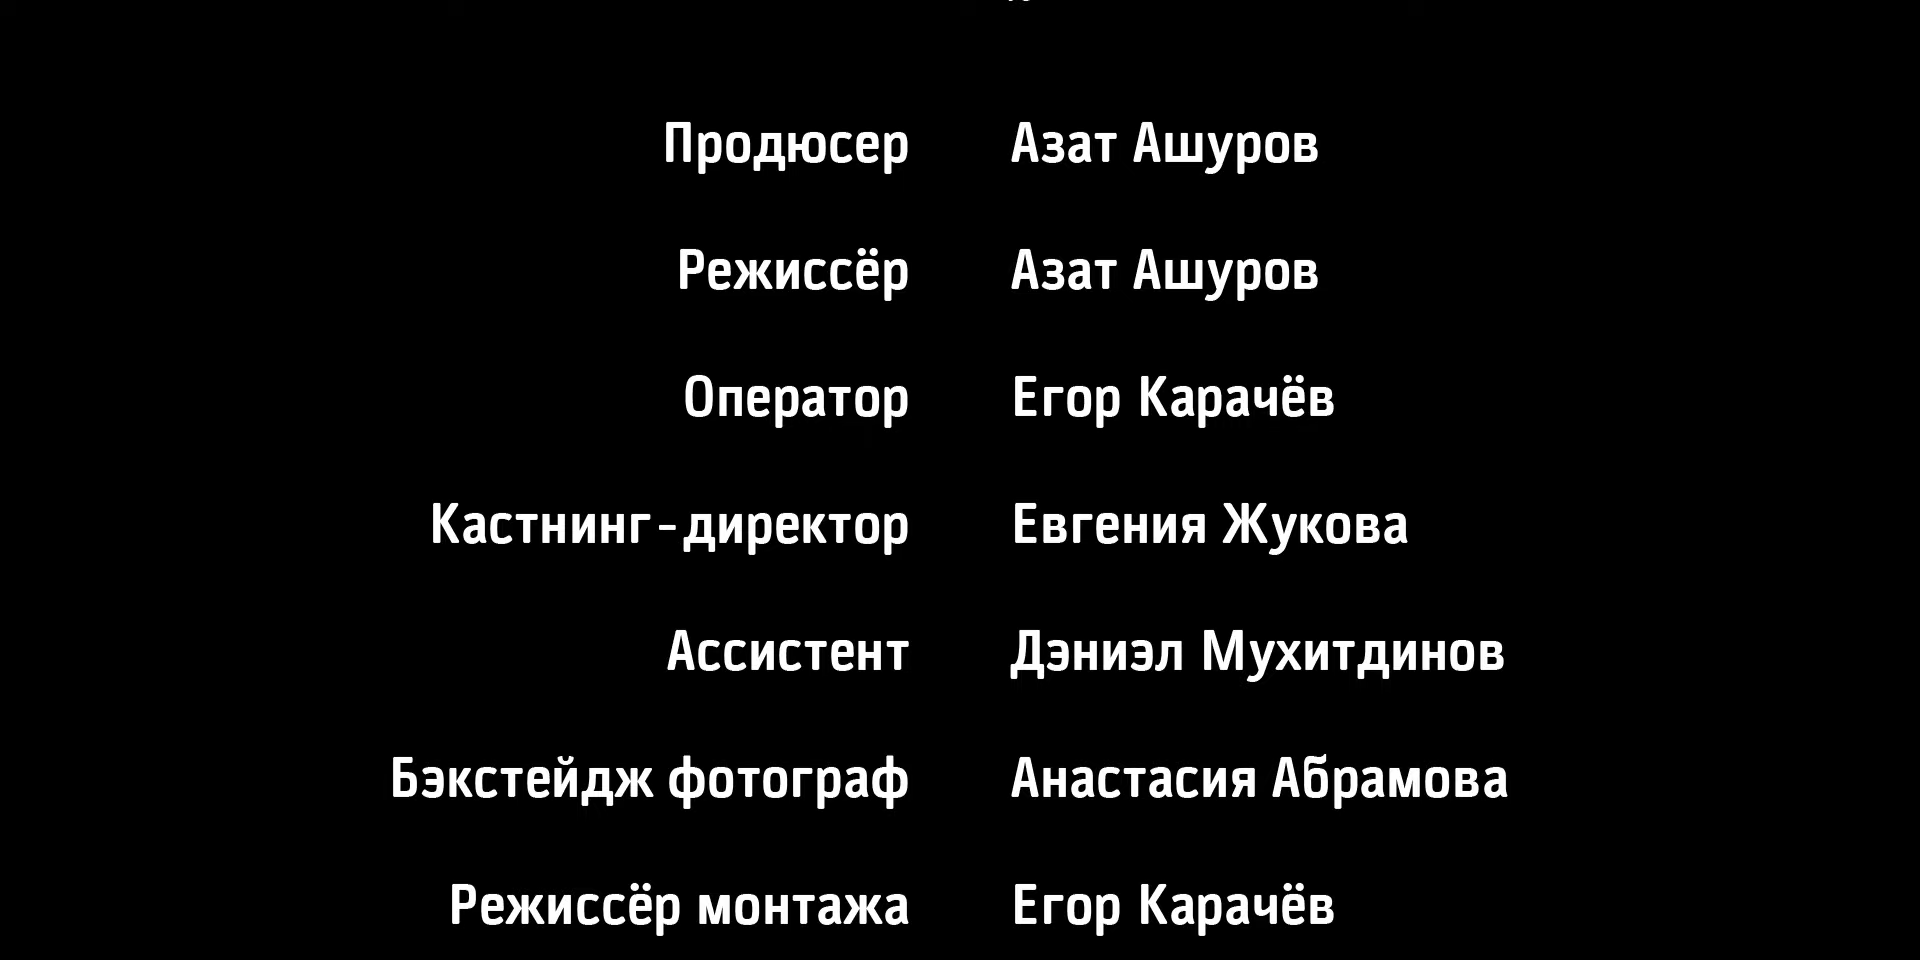 Продюсер Азат Ашуров
Режиссёр Азат Ашуров
Оператор Егор Карачёв
Кастнинг-директор Евгения Жукова
Ассистент Дэниэл Мухитдинов
Бэкстейдж фотограф Анастасия Абрамова
Режиссёр монтажа Егор Карачёв